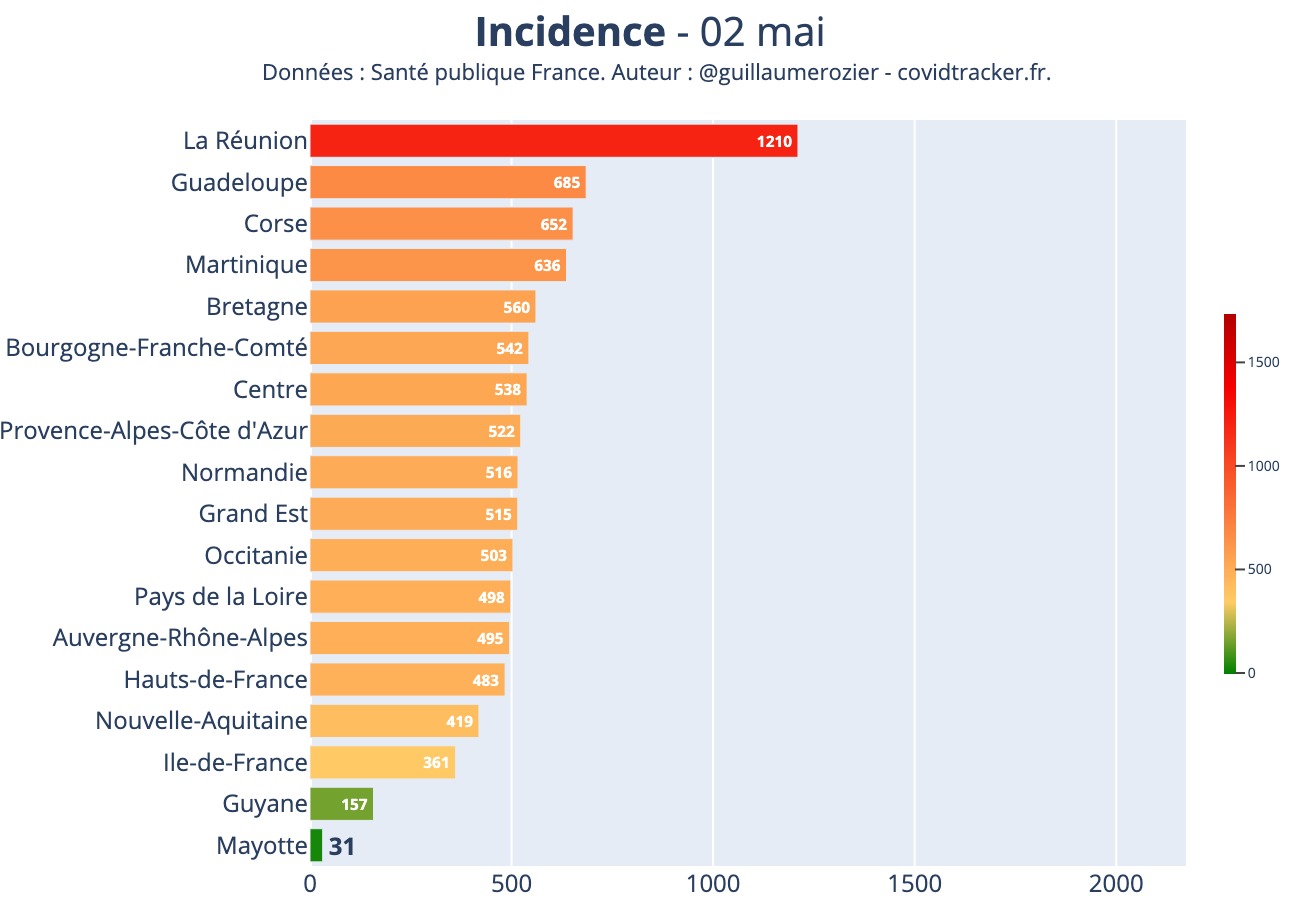 Incidence - 02 mai
Données : Santé publique France. Auteur : @guillaumerozier - covidtracker.fr.
La Réunion 1210
Guadeloupe 685
Corse 652
Martinique 636
Bretagne 560
Bourgogne-Franche-Comté 542
Centre 538
Provence-Alpes-Côte d'Azur 522
Normandie 516
Grand Est 515
Occitanie 503
Pays de la Loire 498
Auvergne-Rhône-Alpes 495
Hauts-de-France 483
Nouvelle-Aquitaine 419
Ile-de-France 361
Guyane 157
Mayotte 31
0 500 1000 1500 2000
1500
1000
500
0